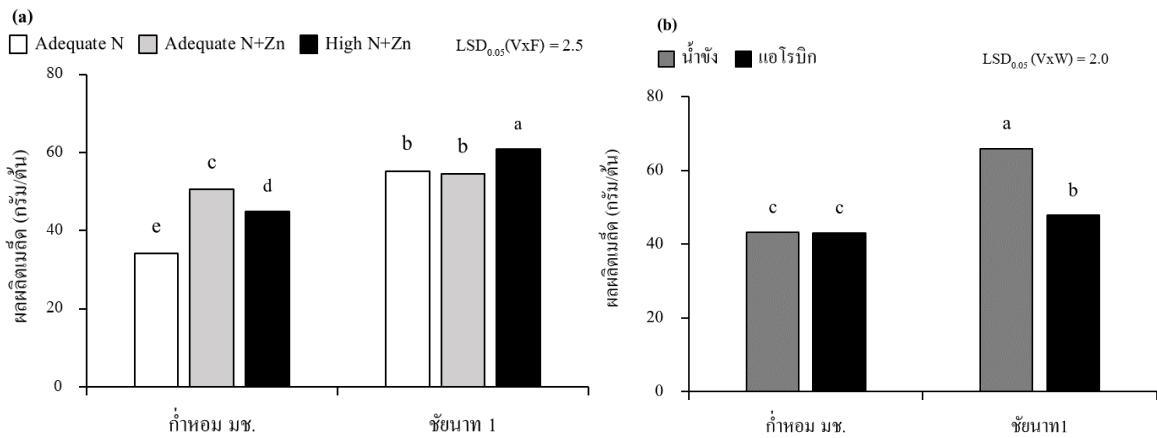 (a)
Adequate N Adequate N+Zn High N+Zn LSD0.05(VxF) = 2.5
ผลผลิตเมล็ด (กรัม/ต้น)
80
60
40
20
0
e
c
d
b
b
a
ก่ำหอม มช.
ชัยนาท 1
(b)
น้ำขัง แอโรบิก LSD0.05 (VxW) = 2.0
ผลผลิตเมล็ด (กรัม/ต้น)
80
60
40
20
0
c
c
a
b
ก่ำหอม มช.
ชัยนาท1